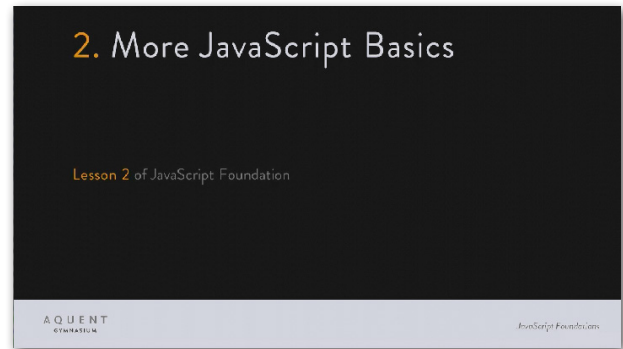 2. More JavaScript Basics
Lesson 2 of JavaScript Foundation
AQUENT
GYMNASIUM
JavaScript Foundations